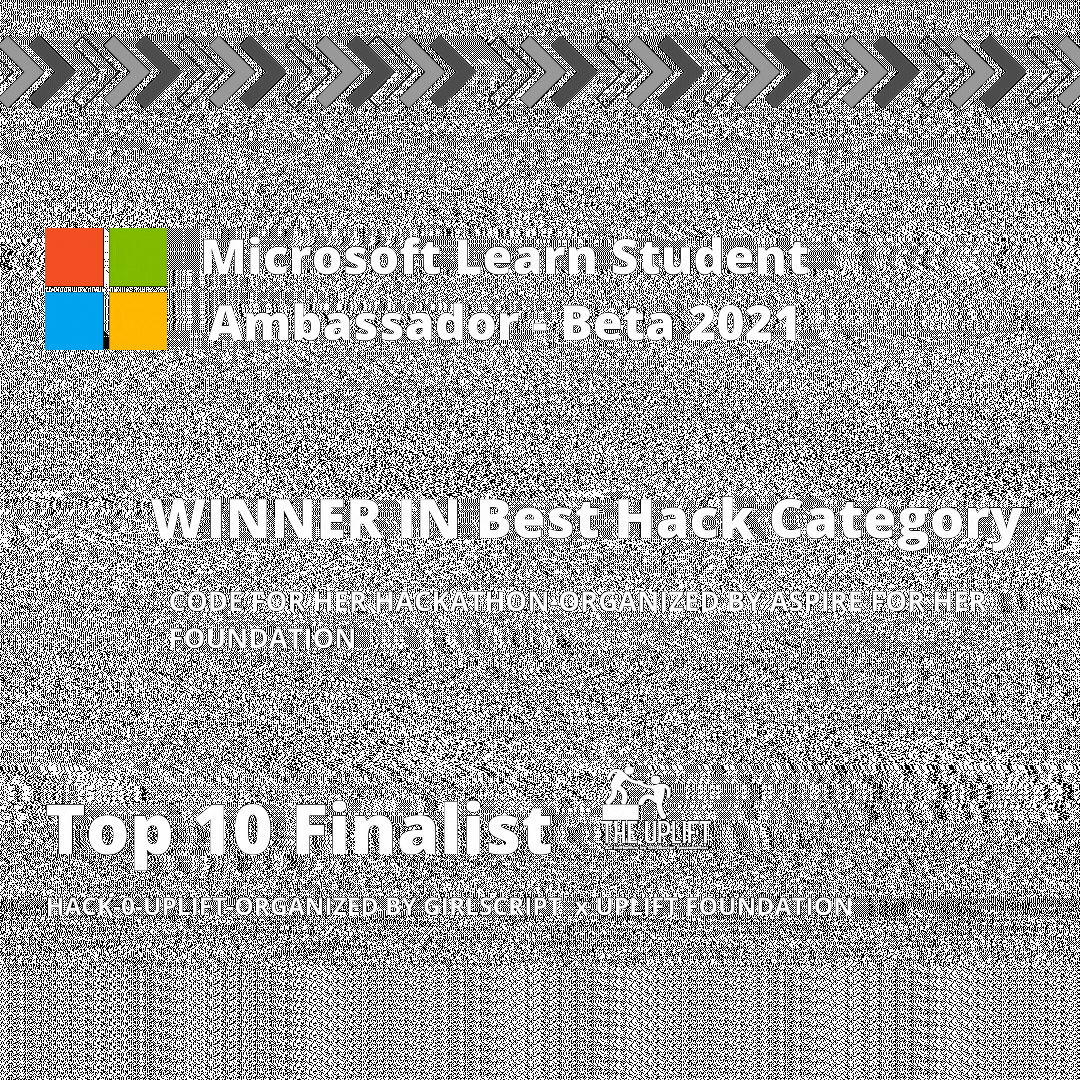 Microsoft Learn Student
Ambassador - Beta 2021
WINNER IN Best Hack Category
CODE FOR HER HACKATHON-ORGANIZED BY ASPIRE FOR HER
FOUNDATION
Top 10 Finalist
THE UPLIFT
HACK-0-UPLIFT-ORGANIZED BY GIRLSCRIPT x UPLIFT FOUNDATION